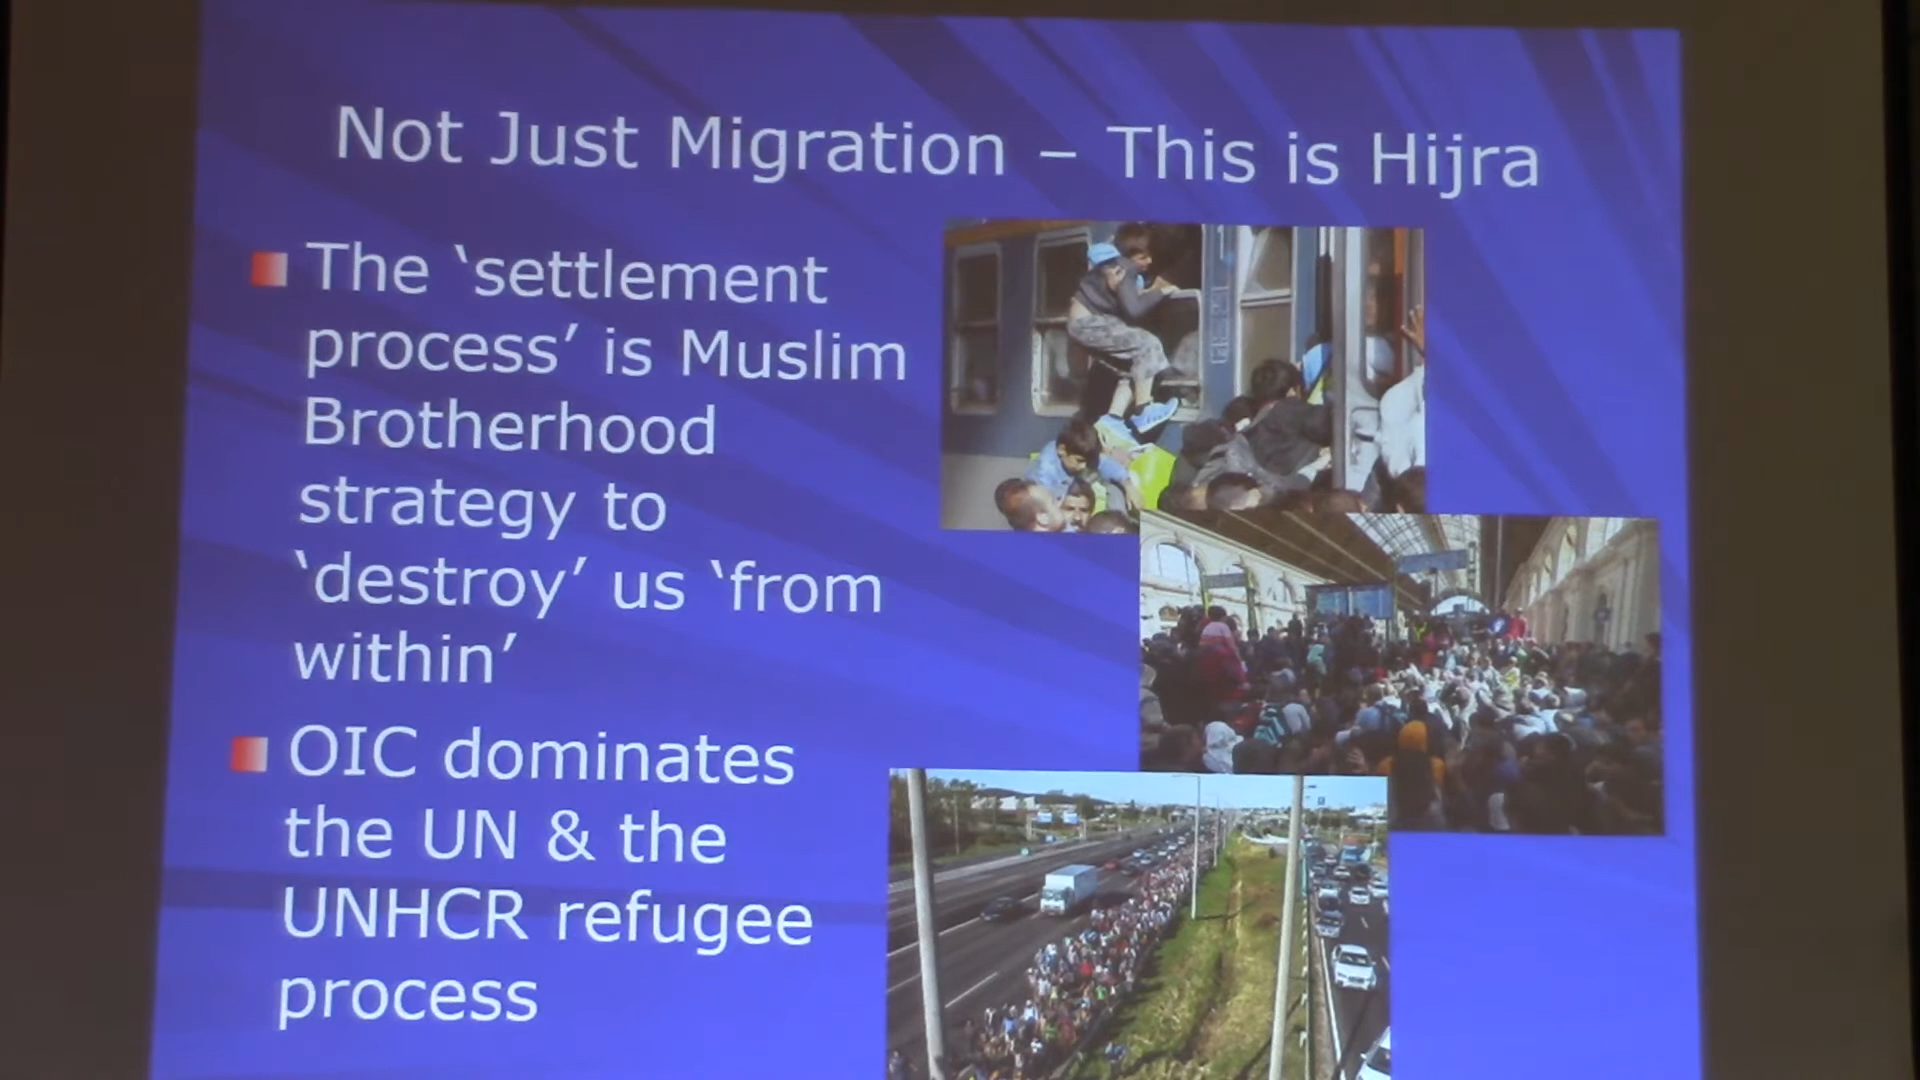 Not Just Migration – This is Hijra
The ‘settlement
process’ is Muslim
Brotherhood
strategy to
‘destroy’ us ‘from
within’
OIC dominates
the UN & the
UNHCR refugee
process